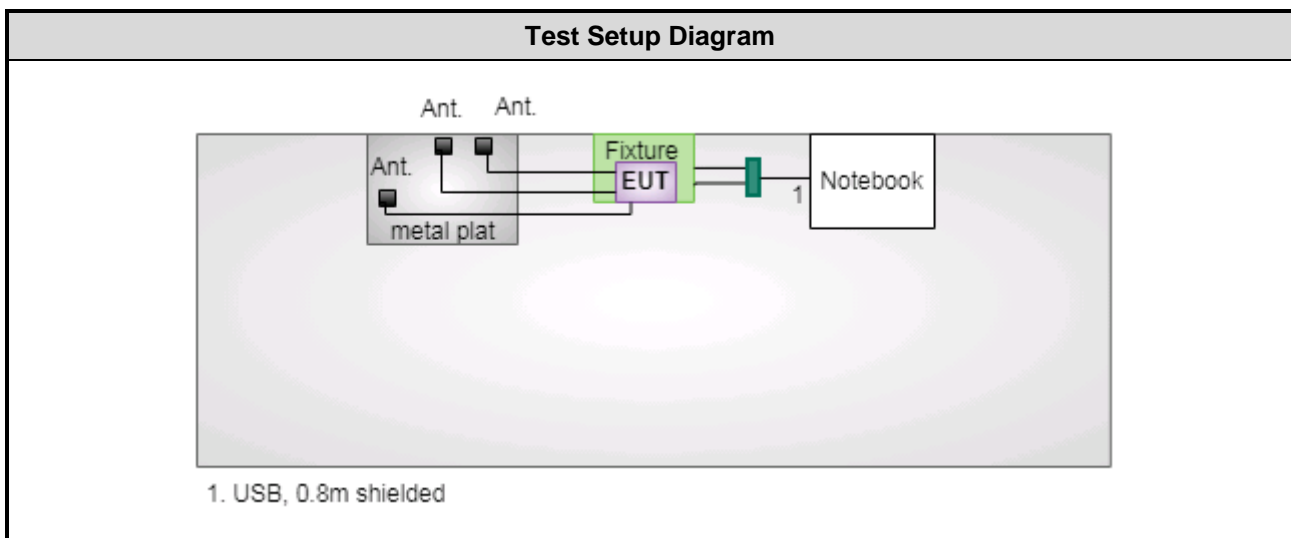 Test Setup Diagram
Ant. Ant.
Ant.
metal plat
Fixture
EUT
1
Notebook
1. USB, 0.8m shielded